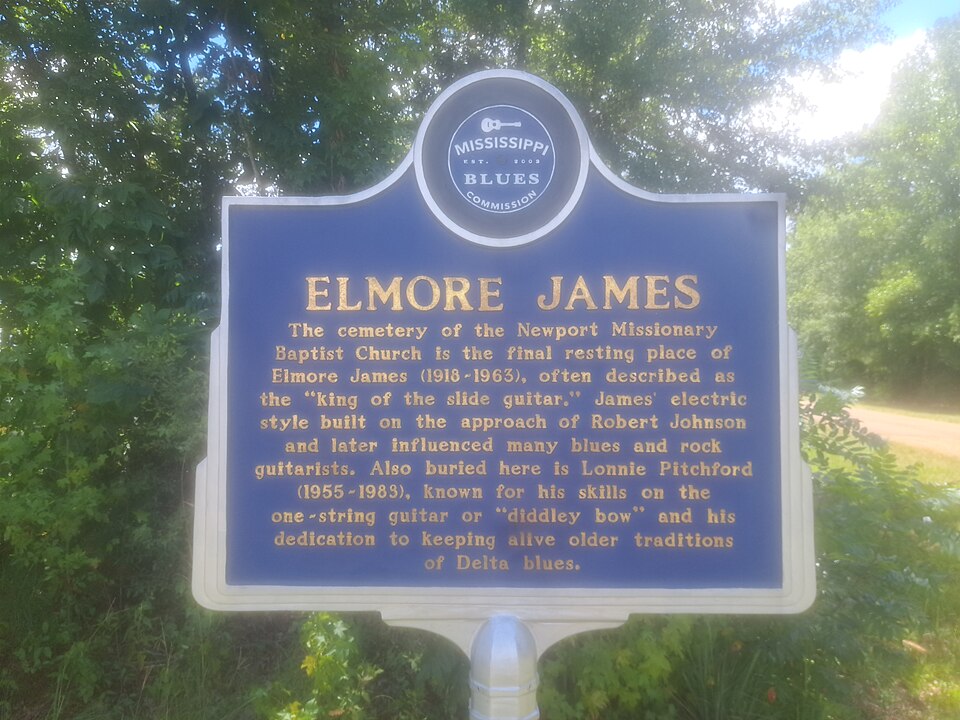 MISSISSIPPI
EST. 2003
BLUES
COMMISSION
ELMORE JAMES
The cemetery of the Newport Missionary
Baptist Church is the final resting place of
Elmore James (1918-1963), often described as
the "king of the slide guitar." James' electric
style built on the approach of Robert Johnson
and later influenced many blues and rock
guitarists. Also buried here is Lonnie Pitchford
(1955-1983), known for his skills on the
one-string guitar or "diddley bow" and his
dedication to keeping alive older traditions
of Delta blues.